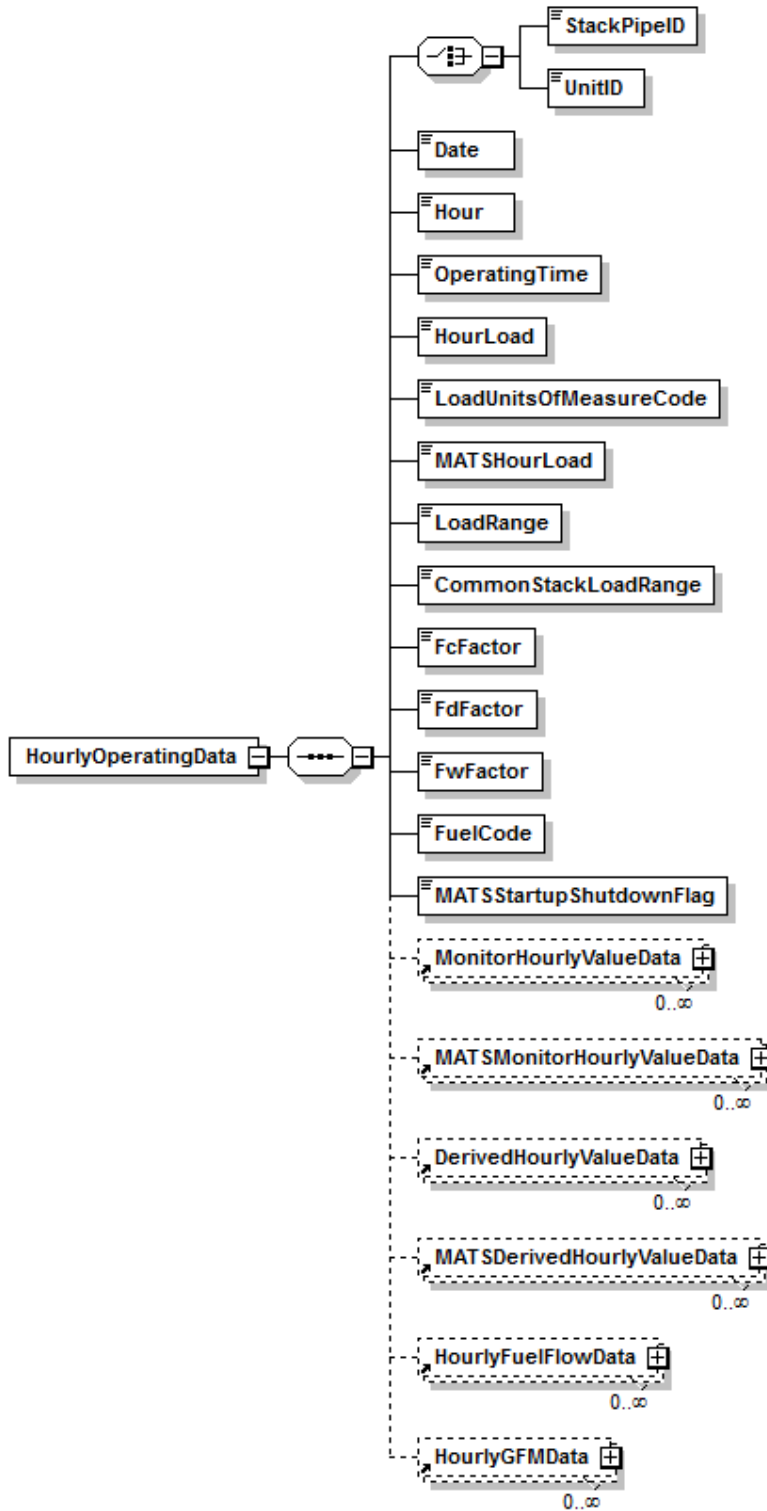 StackPipeID
UnitID
Date
Hour
OperatingTime
HourLoad
LoadUnitsOfMeasureCode
MATSHourLoad
LoadRange
CommonStackLoadRange
FcFactor
FdFactor
HourlyOperatingData
FwFactor
FuelCode
MATSStartupShutdownFlag
MonitorHourlyValueData
0..∞
MATSMonitorHourlyValueData
0..∞
DerivedHourlyValueData
0..∞
MATSDerivedHourlyValueData
0..∞
HourlyFuelFlowData
0..∞
HourlyGFMData
0..∞